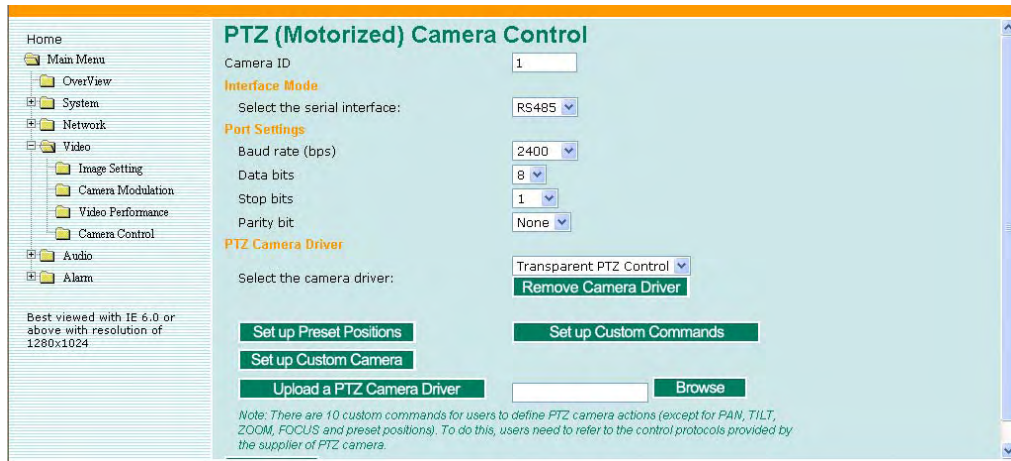 Home
Main Menu
OverView
System
Network
Video
Image Setting
Camera Modulation
Video Performance
Camera Control
Audio
Alarm
Best viewed with IE 6.0 or
above with resolution of
1280x1024
PTZ (Motorized) Camera Control
Camera ID 1
Interface Mode
Select the serial interface: RS485
Port Settings
Baud rate (bps) 2400
Data bits 8
Stop bits 1
Parity bit None
PTZ Camera Driver
Select the camera driver: Transparent PTZ Control
Remove Camera Driver
Set up Preset Positions Set up Custom Commands
Set up Custom Camera
Upload a PTZ Camera Driver Browse
Note: There are 10 custom commands for users to define PTZ camera actions (except for PAN, TILT,
ZOOM, FOCUS and preset positions). To do this, users need to refer to the control protocols provided by
the supplier of PTZ camera.